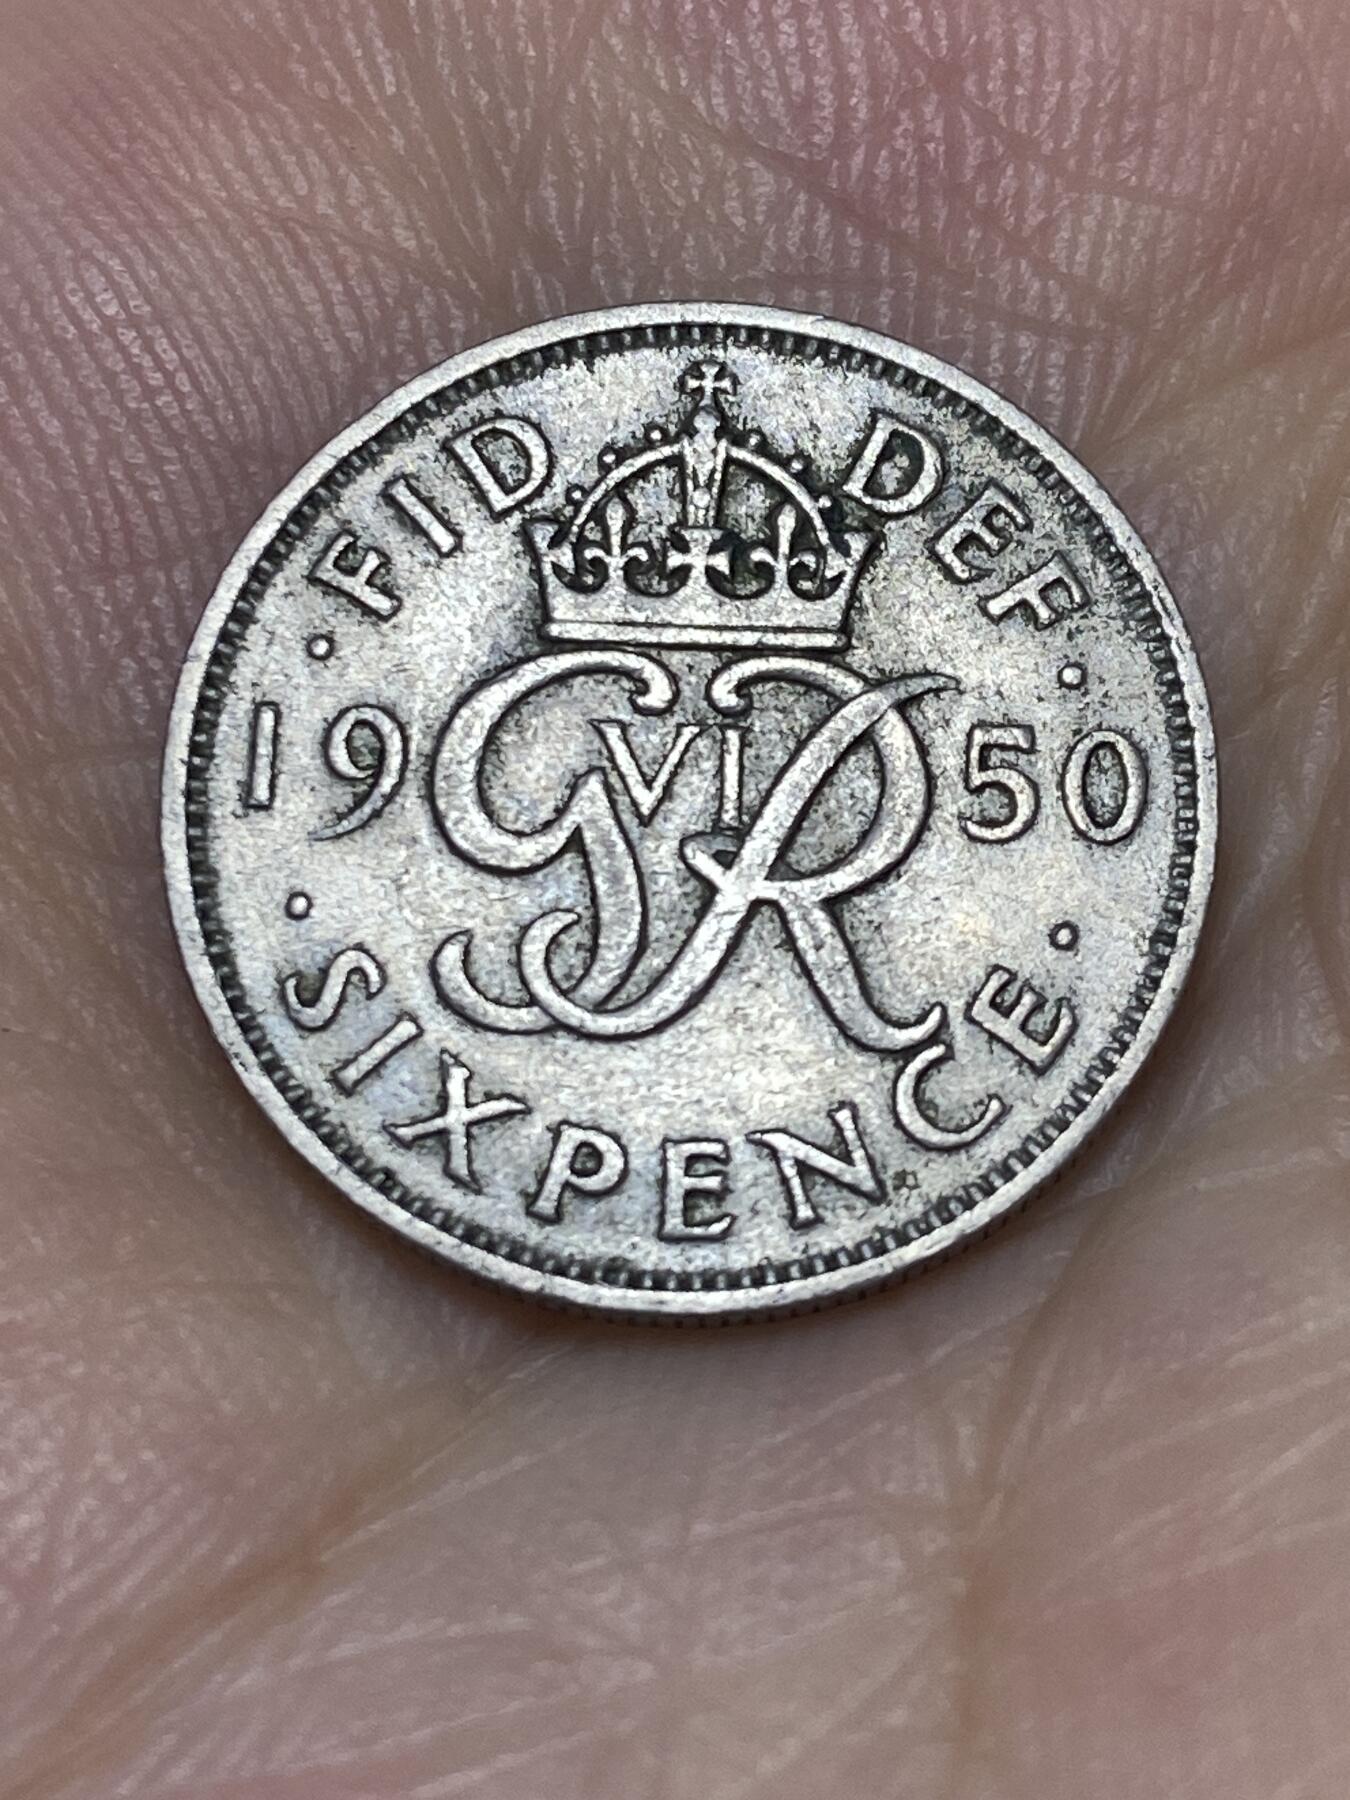 · FID DEF ·
19 GVIR 50
· SIXPENCE ·